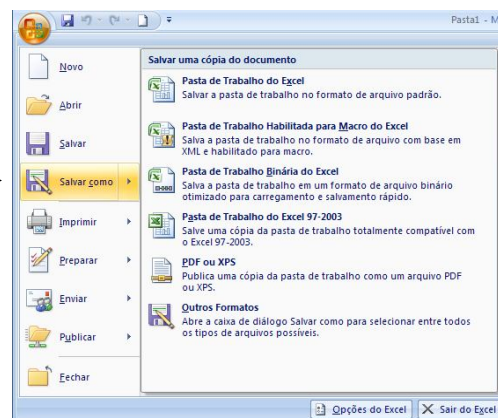 Pasta1 - M
Novo
Abrir
Salvar
Salvar como
Imprimir
Preparar
Enviar
Publicar
Fechar
Salvar uma cópia do documento
Pasta de Trabalho do Excel
Salvar a pasta de trabalho no formato de arquivo padrão.
Pasta de Trabalho Habilitada para Macro do Excel
Salva a pasta de trabalho no formato de arquivo com base em
XML e habilitado para macro.
Pasta de Trabalho Binária do Excel
Salva a pasta de trabalho em um formato de arquivo binário
otimizado para carregamento e salvamento rápido.
Pasta de Trabalho do Excel 97-2003
Salve uma cópia da pasta de trabalho totalmente compatível com
o Excel 97-2003.
PDF ou XPS
Publica uma cópia da pasta de trabalho como um arquivo PDF
ou XPS.
Outros Formatos
Abre a caixa de diálogo Salvar como para selecionar entre todos
os tipos de arquivos possíveis.
Opções do Excel
Sair do Excel